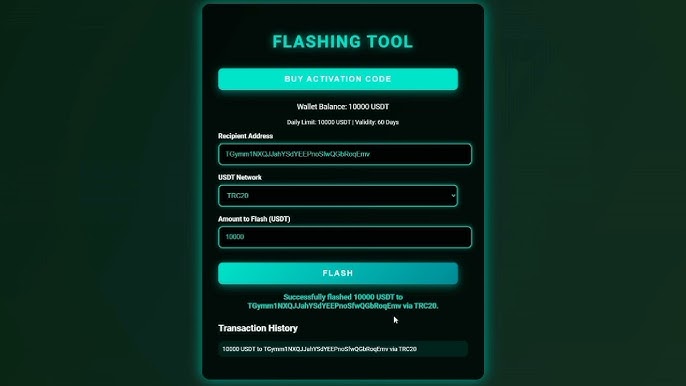 FLASHING TOOL
BUY ACTIVATION CODE
Wallet Balance: 10000 USDT
Daily Limit: 10000 USDT | Validity: 60 Days
Recipient Address
TGymm1NXQJJahYSdYEEPnoSfwQGbRoqEmv
USDT Network
TRC20
Amount to Flash (USDT)
10000
FLASH
Successfully flashed 10000 USDT to
TGymm1NXQJJahYSdYEEPnoSfwQGbRoqEmv via TRC20.
Transaction History
10000 USDT to TGymm1NXQJJahYSdYEEPnoSfwQGbRoqEmv via TRC20